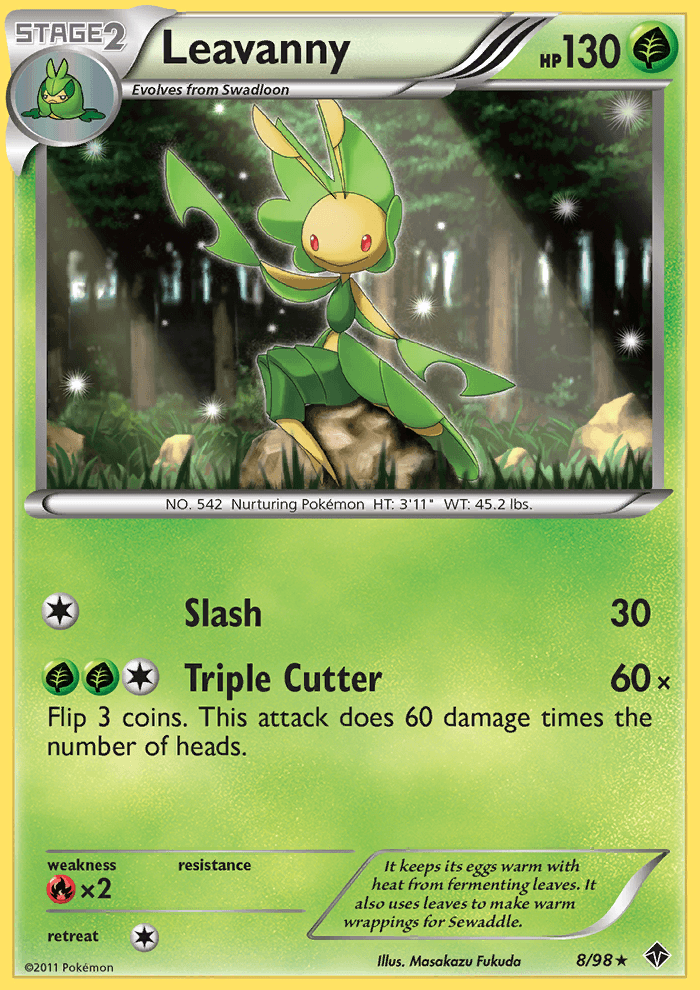 STAGE2
Leavanny
HP130
Evolves from Swadloon
NO. 542 Nurturing Pokémon HT: 3'11" WT: 45.2 lbs.
Slash 30
Triple Cutter 60×
Flip 3 coins. This attack does 60 damage times the
number of heads.
weakness
×2
resistance
retreat
It keeps its eggs warm with
heat from fermenting leaves. It
also uses leaves to make warm
wrappings for Sewaddle.
©2011 Pokémon
Illus. Masakazu Fukuda
8/98★